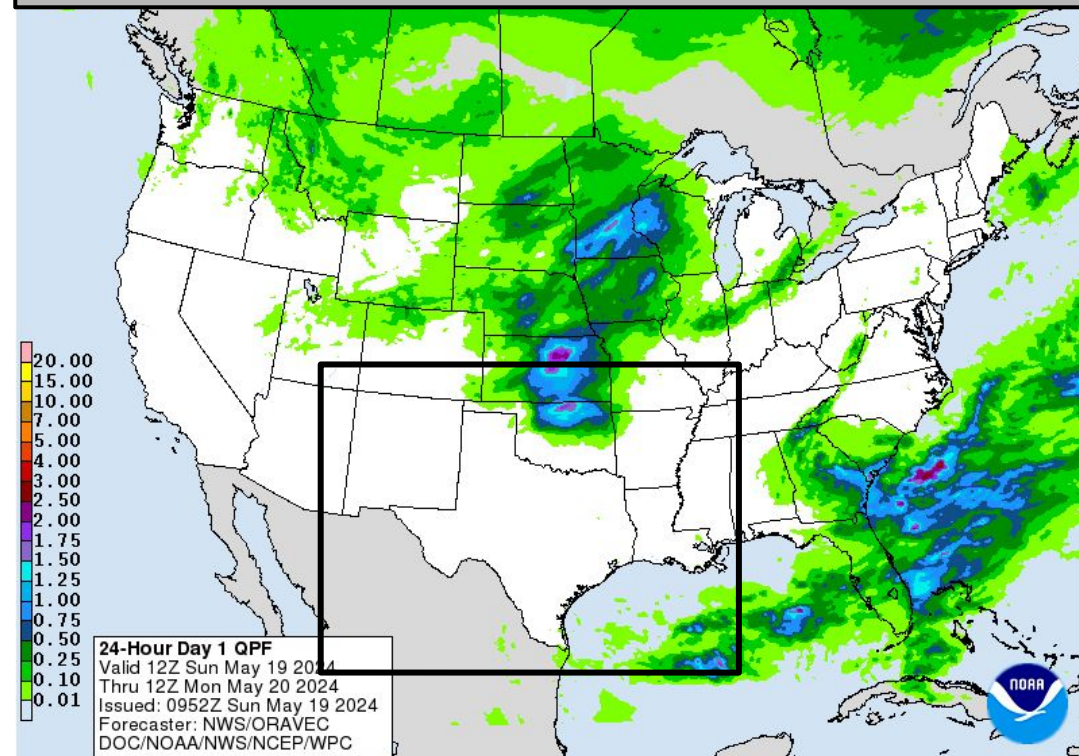 20.00
15.00
10.00
7.00
5.00
4.00
3.00
2.50
2.00
1.75
1.50
1.25
1.00
0.75
0.50
0.25
0.10
0.01
24-Hour Day 1 QPF
Valid 12Z Sun May 19 2024
Thru 12Z Mon May 20 2024
Issued: 0952Z Sun May 19 2024
Forecaster: NWS/ORAVEC
DOC/NOAA/NWS/NCEP/WPC
NOAA